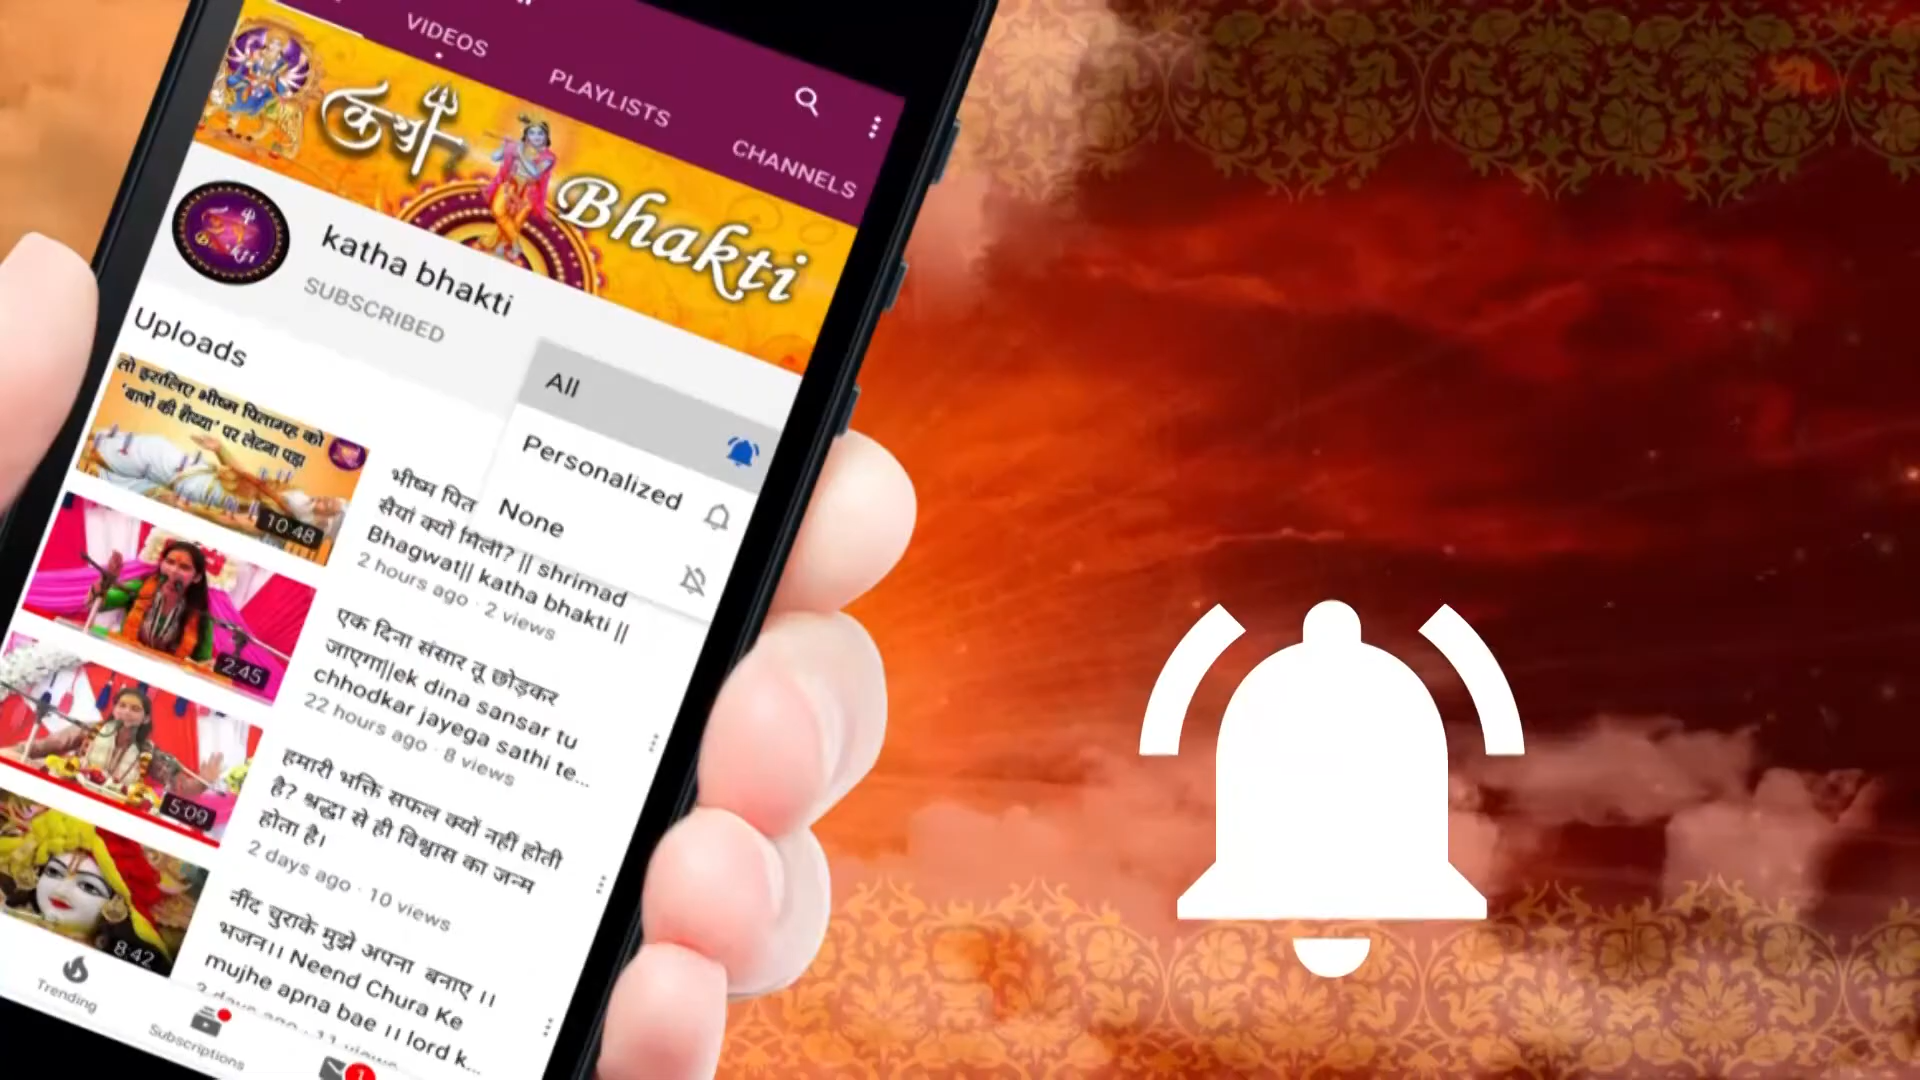 VIDEOS
PLAYLISTS
CHANNELS
कथा
Bhakti
katha bhakti
SUBSCRIBED
Uploads
All
Personalized
None
तो इसलिए भीष्म पितामह को
'बाणों की शैय्या' पर लेटना पड़ा
10:48
भीष्म पित
सैयां क्यों मिली? || shrimad
Bhagwat|| katha bhakti ||
2 hours ago · 2 views
2:45
एक दिना संसार तू छोड़कर
जाएगा||ek dina sansar tu
chhodkar jayega sathi te...
22 hours ago · 8 views
5:09
हमारी भक्ति सफल क्यों नहीं होती
है? श्रद्धा से ही विश्वास का जन्म
होता है।
2 days ago · 10 views
8:42
नींद चुराके मुझे अपना बनाए ।।
भजन।। Neend Chura Ke
mujhe apna bae ।। lord k...
Trending
Subscriptions
1